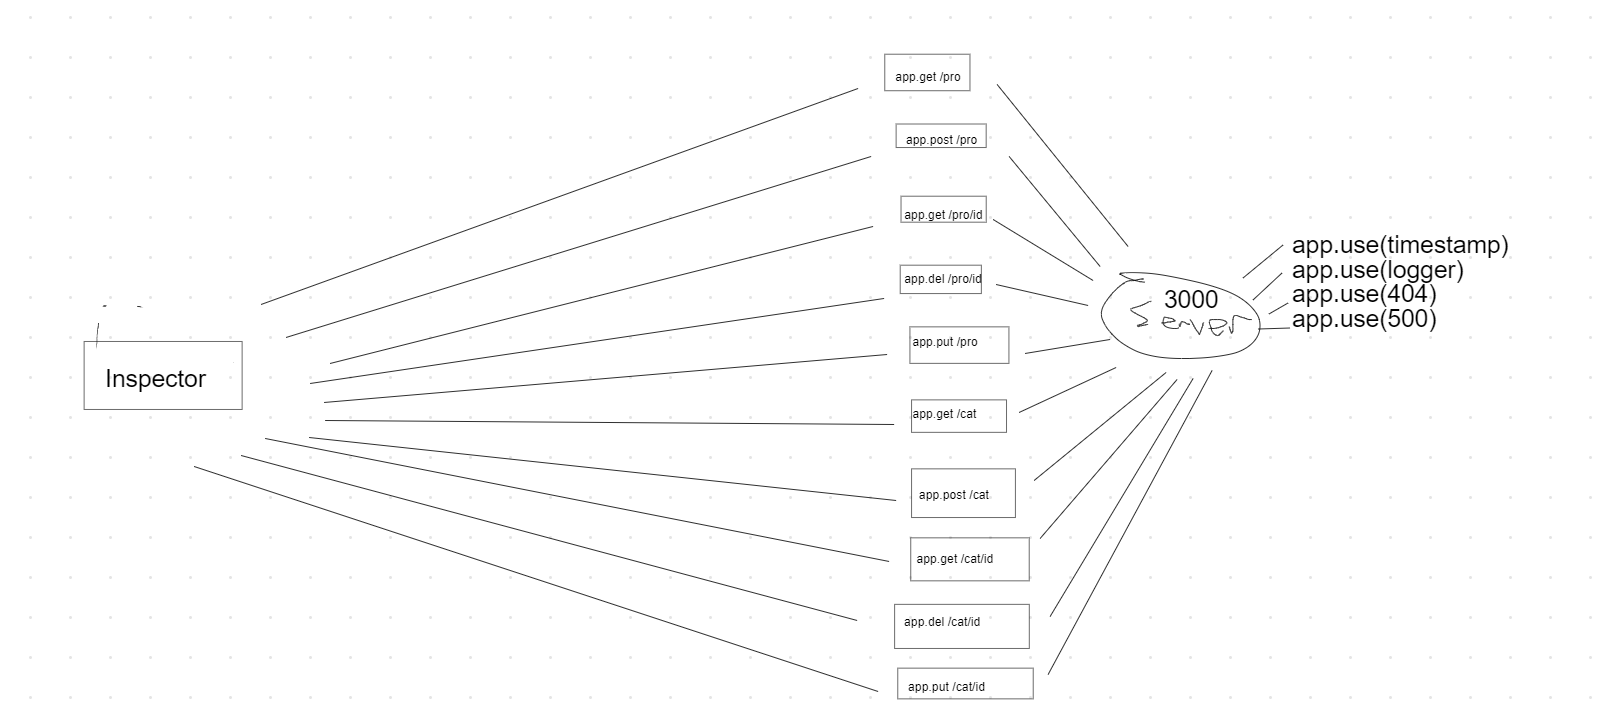 app.get /pro
app.post /pro
app.get /pro/id
app.del /pro/id
app.put /pro
app.get /cat
app.post /cat
app.get /cat/id
app.del /cat/id
app.put /cat/id
Inspector
3000
Server
app.use(timestamp)
app.use(logger)
app.use(404)
app.use(500)